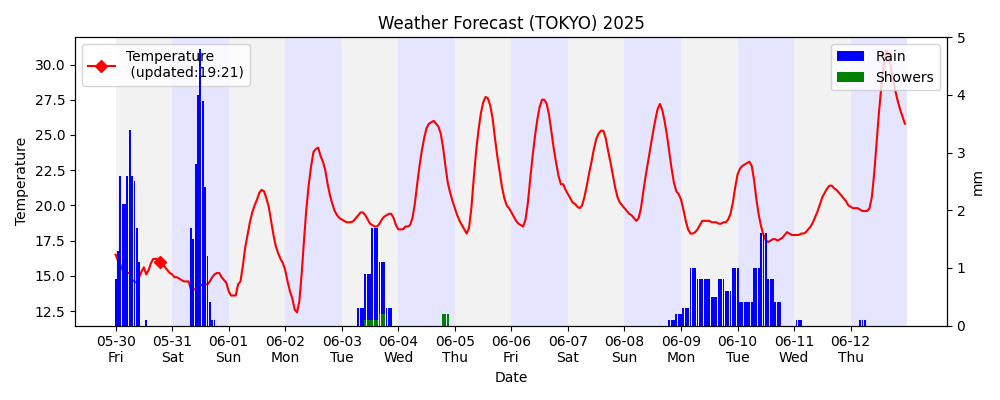 Weather Forecast (TOKYO) 2025
Temperature
(updated:19:21)
Rain
Showers
30.0
27.5
25.0
22.5
20.0
17.5
15.0
12.5
Temperature
5
4
3
2
1
0
mm
05-30 05-31 06-01 06-02 06-03 06-04 06-05 06-06 06-07 06-08 06-09 06-10 06-11 06-12
Fri Sat Sun Mon Tue Wed Thu Fri Sat Sun Mon Tue Wed Thu
Date